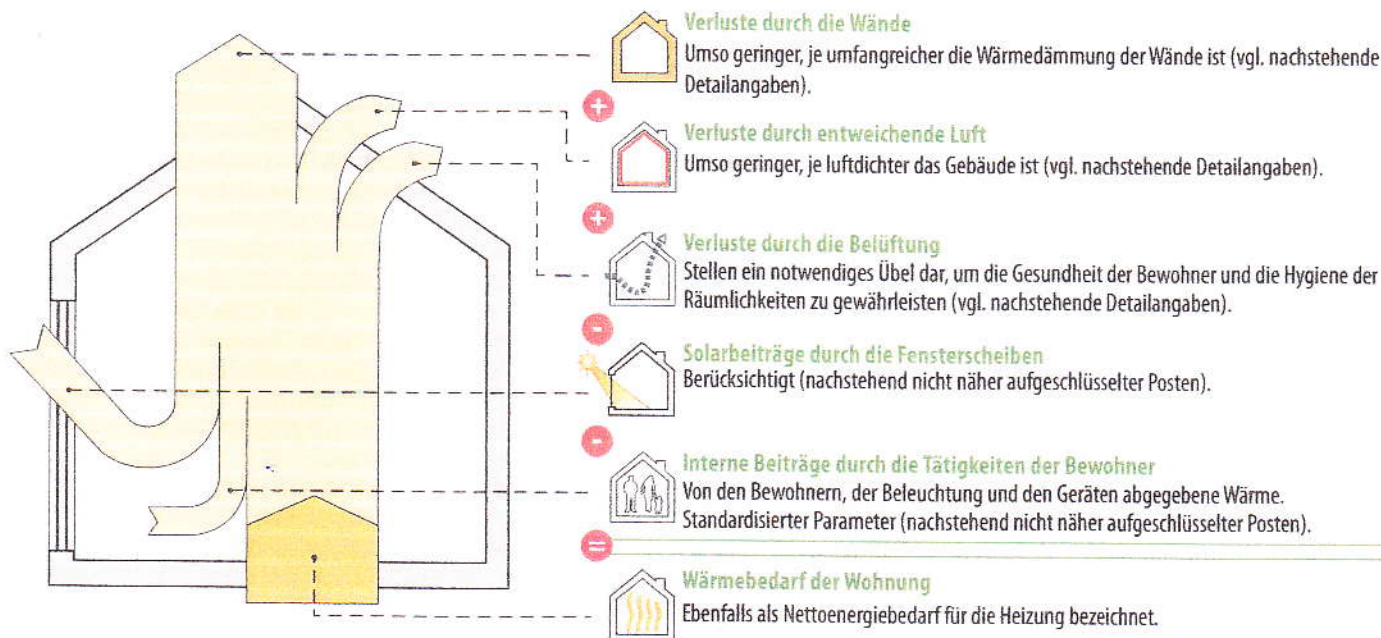 Verluste durch die Wände
Umso geringer, je umfangreicher die Wärmedämmung der Wände ist (vgl. nachstehende
Detailangaben).
+
Verluste durch entweichende Luft
Umso geringer, je luftdichter das Gebäude ist (vgl. nachstehende Detailangaben).
+
Verluste durch die Belüftung
Stellen ein notwendiges Übel dar, um die Gesundheit der Bewohner und die Hygiene der
Räumlichkeiten zu gewährleisten (vgl. nachstehende Detailangaben).
-
Solarbeiträge durch die Fensterscheiben
Berücksichtigt (nachstehend nicht näher aufgeschlüsselter Posten).
-
Interne Beiträge durch die Tätigkeiten der Bewohner
Von den Bewohnern, der Beleuchtung und den Geräten abgegebene Wärme.
Standardisierter Parameter (nachstehend nicht näher aufgeschlüsselter Posten).
=
Wärmebedarf der Wohnung
Ebenfalls als Nettoenergiebedarf für die Heizung bezeichnet.